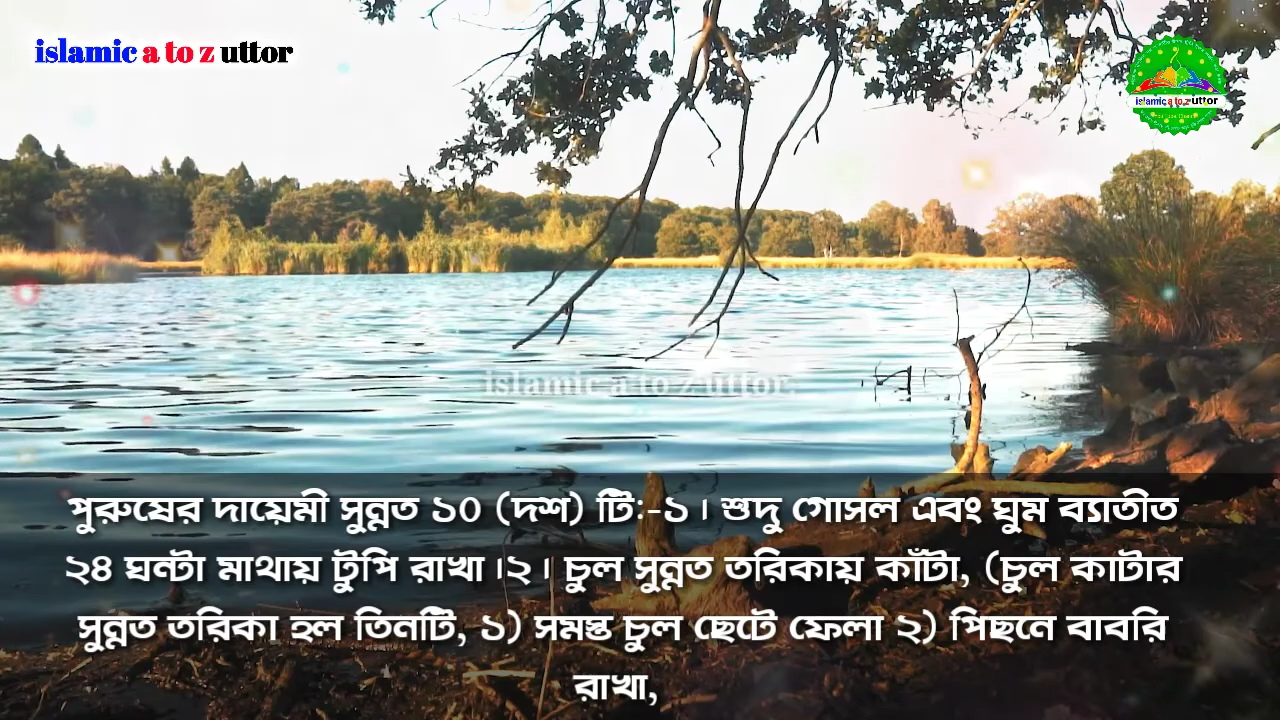 islamic a to z uttor
islamic a to z uttor
islamic a to z uttor
পুরুষের দায়েমী সুন্নত ১০ (দশ) টি:-১। শুদু গোসল এবং ঘুম ব্যাতীত
২৪ ঘন্টা মাথায় টুপি রাখা।২। চুল সুন্নত তরিকায় কাঁটা, (চুল কাটার
সুন্নত তরিকা হল তিনটি, ১) সমস্ত চুল ছেটে ফেলা ২) পিছনে বাবরি
রাখা,